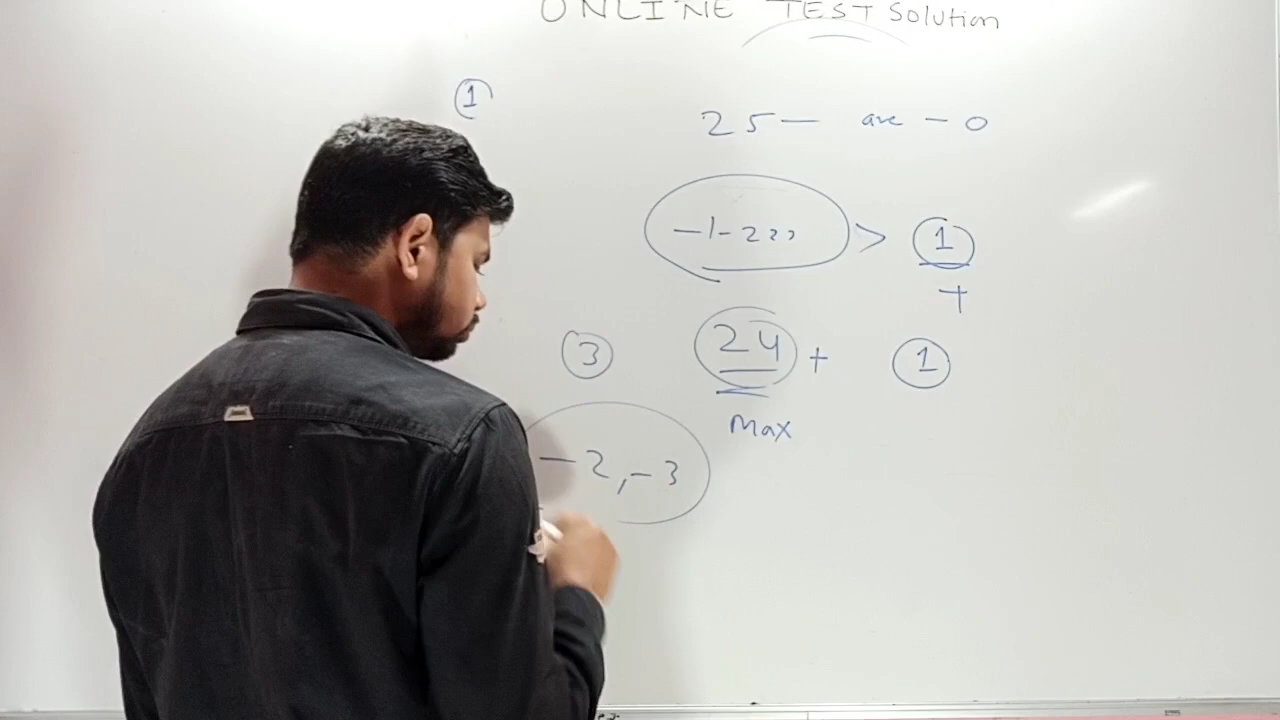 ONLINE TEST Solution
1
25 — are - 0
-1-2 > 1
+
3 24 + 1
Max
-2, -3